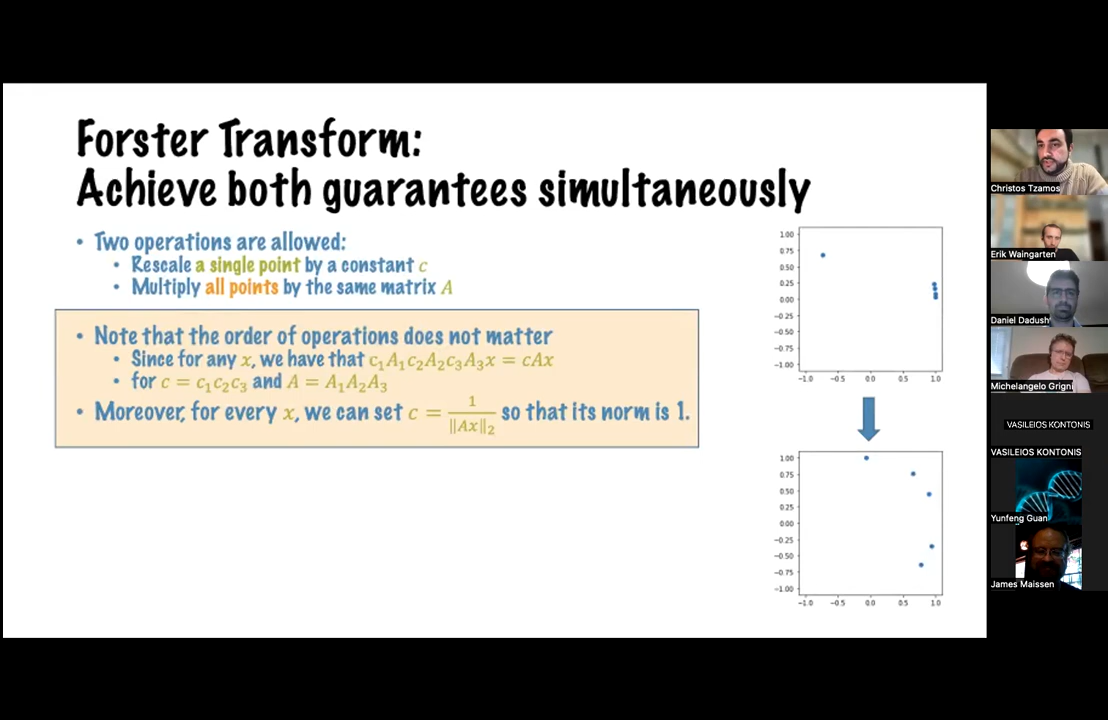 Forster Transform:
Achieve both guarantees simultaneously
• Two operations are allowed:
• Rescale a single point by a constant c
• Multiply all points by the same matrix A
• Note that the order of operations does not matter
• Since for any x, we have that c₁A₁c₂A₂c₃A₃x = cAx
• for c = c₁c₂c₃ and A = A₁A₂A₃
• Moreover, for every x, we can set c = 1/‖Ax‖₂ so that its norm is 1.
1.00
0.75
0.50
0.25
0.00
−0.25
−0.50
−0.75
−1.00
−1.0 −0.5 0.0 0.5 1.0
1.00
0.75
0.50
0.25
0.00
−0.25
−0.50
−0.75
−1.00
−1.0 −0.5 0.0 0.5 1.0
Christos Tzamos
Erik Waingarten
Daniel Dadush
Michelangelo Grigni
VASILEIOS KONTONIS
VASILEIOS KONTONIS
Yunfeng Guan
James Maissen